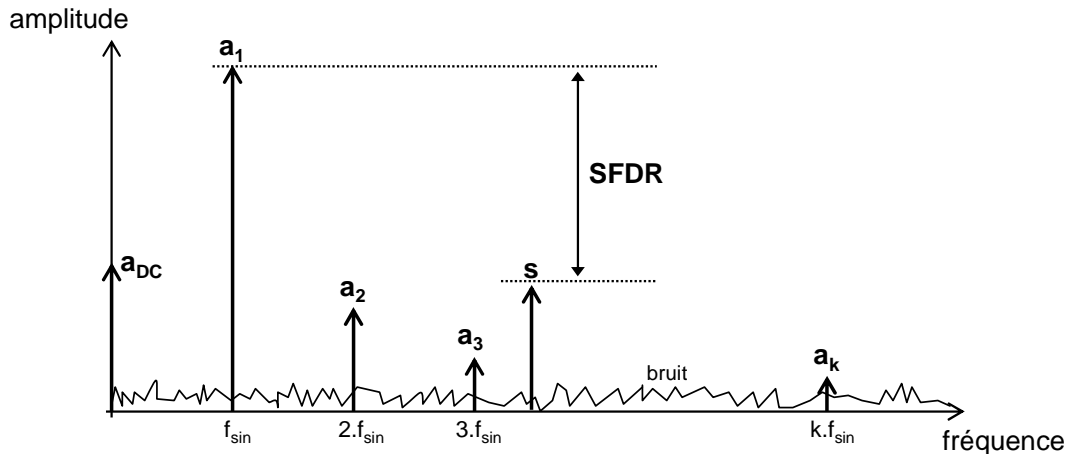 amplitude
a1
SFDR
aDC
s
a2
a3
bruit
ak
fsin
2.fsin
3.fsin
k.fsin
fréquence